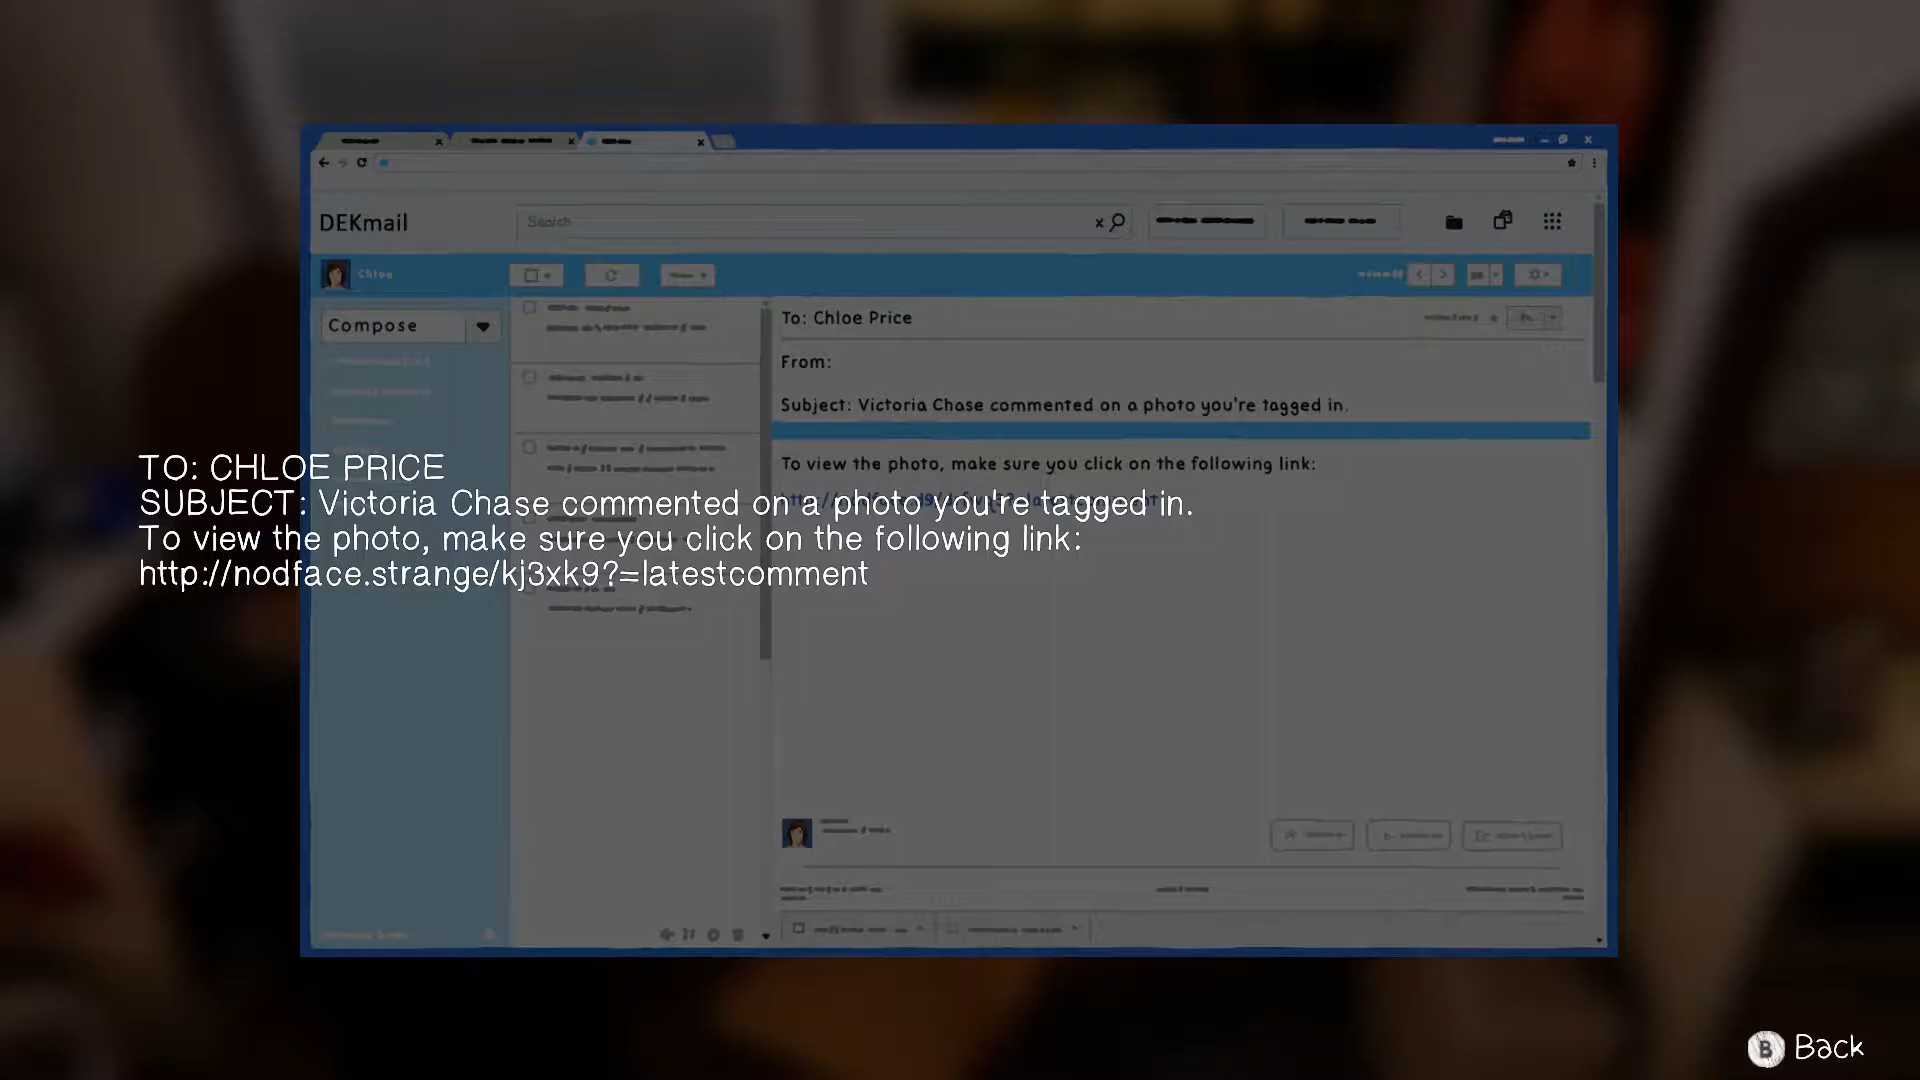 DEKmail
Search
Chloe
Compose
To: Chloe Price
From:
Subject: Victoria Chase commented on a photo you're tagged in.
To view the photo, make sure you click on the following link:
TO: CHLOE PRICE
SUBJECT: Victoria Chase commented on a photo you're tagged in.
To view the photo, make sure you click on the following link:
http://nodface.strange/kj3xk9?=latestcomment
B Back